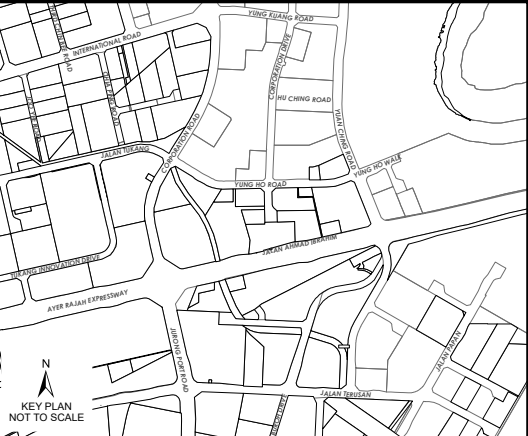 YUNG KUANG ROAD
INTERNATIONAL ROAD
CORPORATION DRIVE
HU CHING ROAD
YUAN CHING ROAD
CORPORATION ROAD
JALAN TUKANG
YUNG HO ROAD
YUNG HO WALK
JALAN AHMAD IBRAHIM
TUKANG INNOVATION DRIVE
AYER RAJAH EXPRESSWAY
JURONG PORT ROAD
JALAN PAPAN
JALAN TERUSAN
N
KEY PLAN
NOT TO SCALE